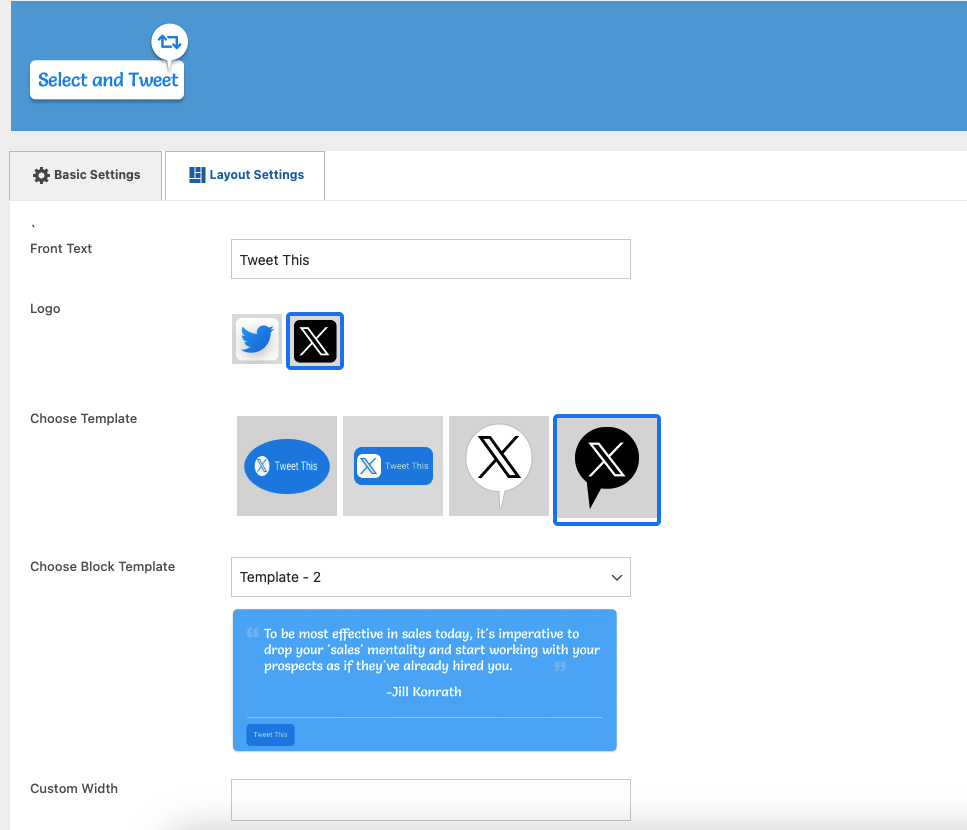 Select and Tweet
Basic Settings
Layout Settings
`
Front Text
Tweet This
Logo
Choose Template
Tweet This
Tweet This
Choose Block Template
Template - 2
“ To be most effective in sales today, it's imperative to
drop your 'sales' mentality and start working with your
prospects as if they've already hired you. ”
-Jill Konrath
Tweet This
Custom Width